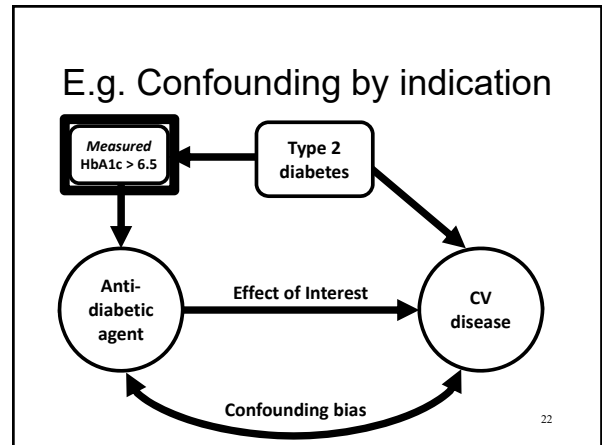 E.g. Confounding by indication
Measured
HbA1c > 6.5
Type 2
diabetes
Anti-
diabetic
agent
Effect of Interest
CV
disease
Confounding bias
22